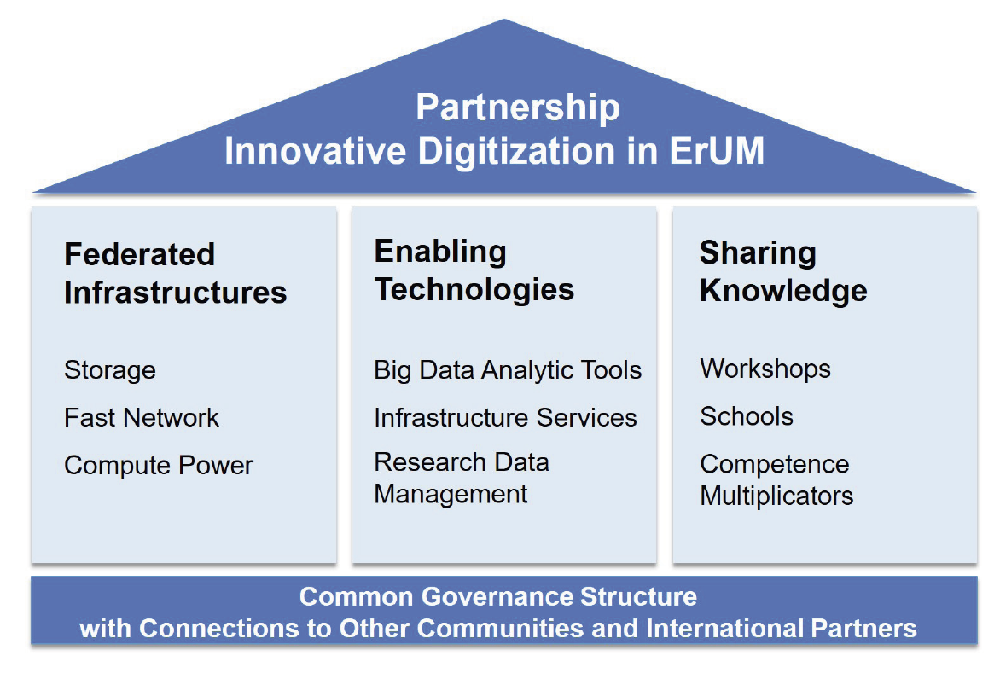 Partnership
Innovative Digitization in ErUM
Federated
Infrastructures
Storage
Fast Network
Compute Power
Enabling
Technologies
Big Data Analytic Tools
Infrastructure Services
Research Data
Management
Sharing
Knowledge
Workshops
Schools
Competence
Multiplicators
Common Governance Structure
with Connections to Other Communities and International Partners